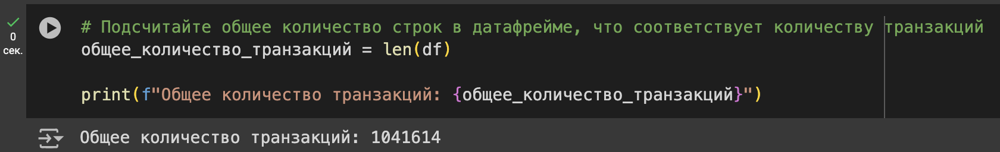 # Подсчитайте общее количество строк в датафрейме, что соответствует количеству транзакций
0
сек.
общее_количество_транзакций = len(df)
print(f"Общее количество транзакций: {общее_количество_транзакций}")
Общее количество транзакций: 1041614